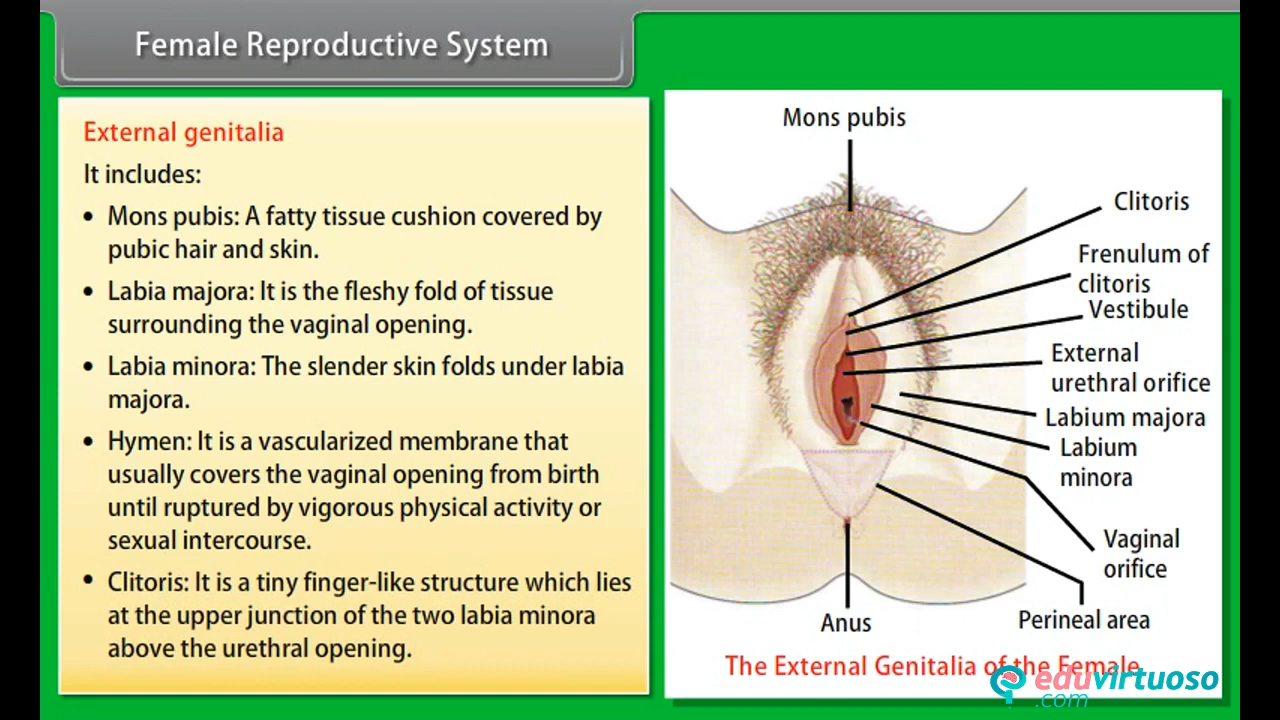 Female Reproductive System
External genitalia
It includes:
• Mons pubis: A fatty tissue cushion covered by
pubic hair and skin.
• Labia majora: It is the fleshy fold of tissue
surrounding the vaginal opening.
• Labia minora: The slender skin folds under labia
majora.
• Hymen: It is a vascularized membrane that
usually covers the vaginal opening from birth
until ruptured by vigorous physical activity or
sexual intercourse.
• Clitoris: It is a tiny finger-like structure which lies
at the upper junction of the two labia minora
above the urethral opening.
Mons pubis
Clitoris
Frenulum of
clitoris
Vestibule
External
urethral orifice
Labium majora
Labium
minora
Vaginal
orifice
Perineal area
Anus
The External Genitalia of the Female
eduvirtuoso
.com